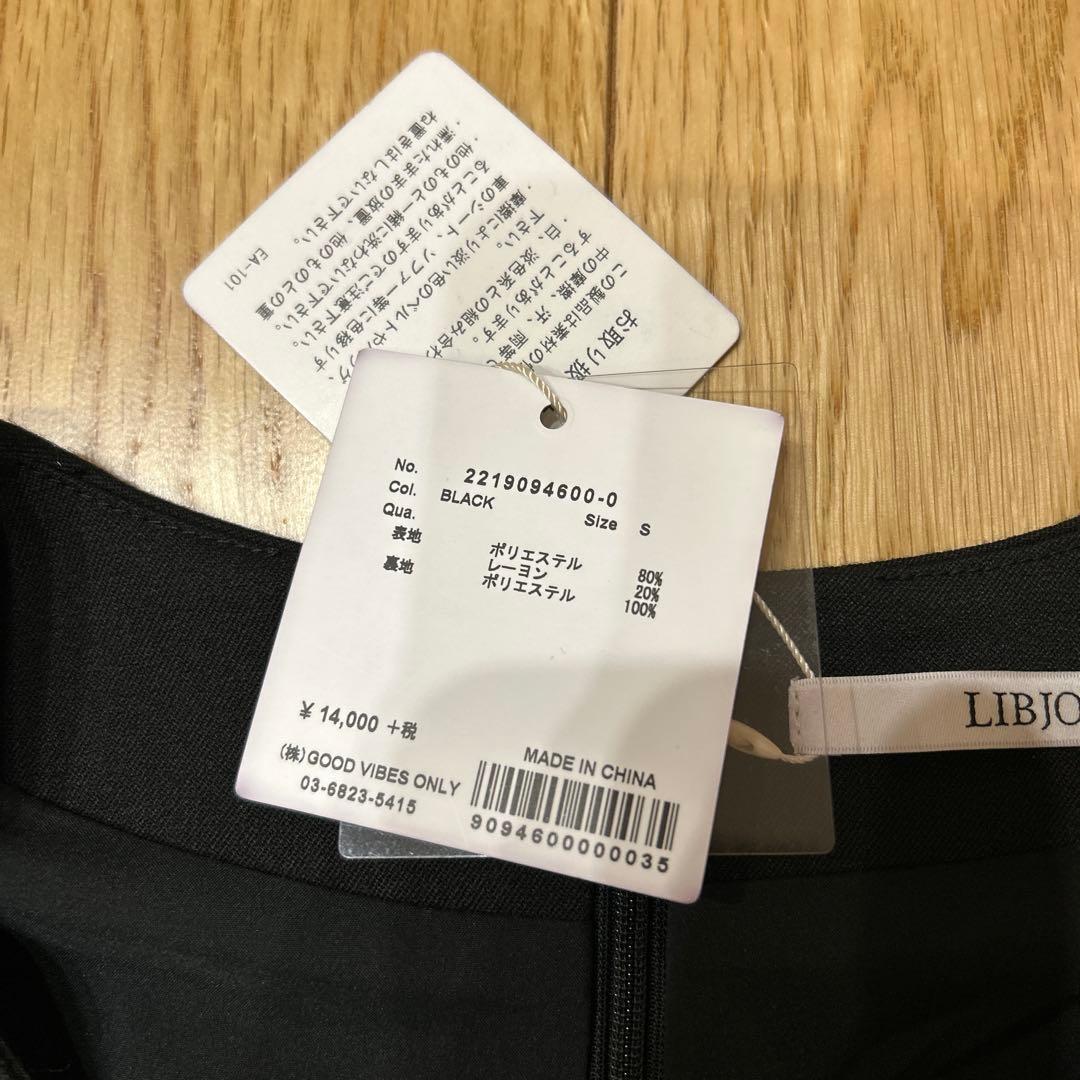 お取り扱
この製品は素材の
中の摩擦、汗、雨等
することがあります。
白、淡色系との組み合わ
下さい。
摩擦により淡い色のベルトや
車のシート、ソファー等に色移りす
ることがありますのでご注意下さい。
・他のものと一緒に洗わないで下さい。
・濡れたままの放置、他のものとの重
ね置きはしないで下さい。
EA-101
No. 2219094600-0
Col. BLACK Size S
Qua.
表地 ポリエステル 80%
レーヨン 20%
裏地 ポリエステル 100%
¥ 14,000 +税
(株)GOOD VIBES ONLY
03-6823-5415
MADE IN CHINA
9094600000035
LIBJO